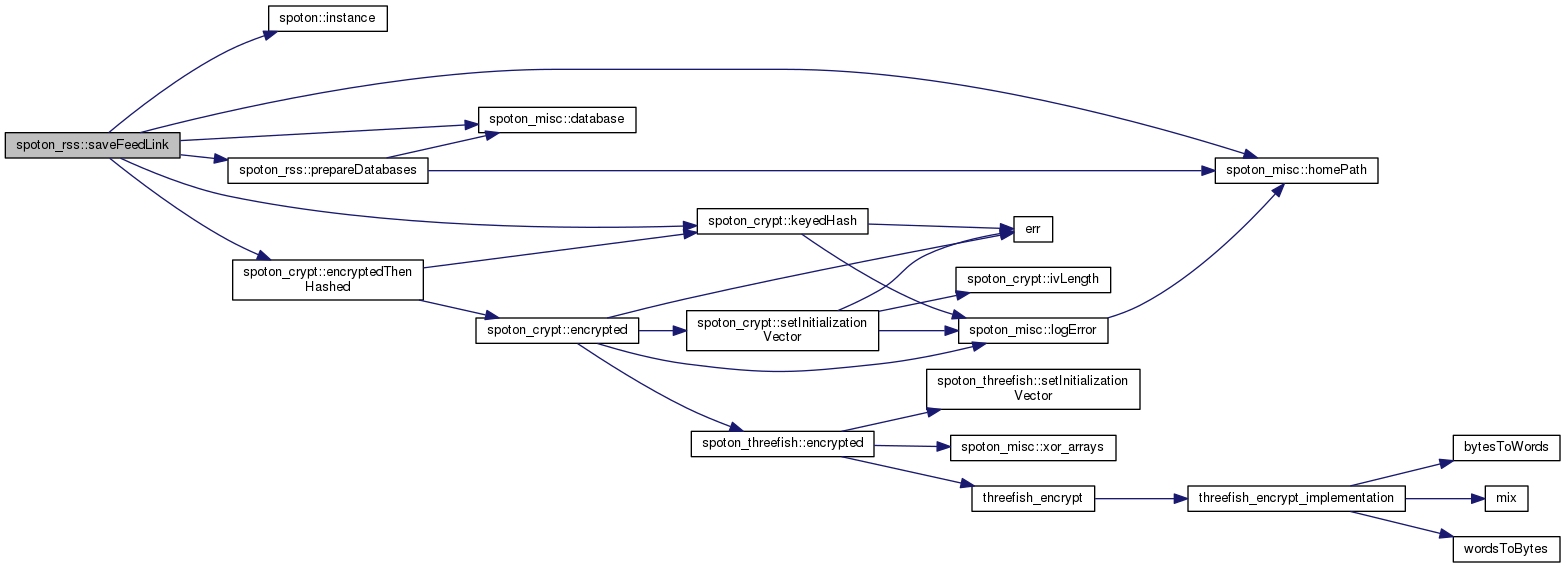 spoton::instance
spoton_misc::database
spoton_rss::saveFeedLink
spoton_rss::prepareDatabases
spoton_misc::homePath
spoton_crypt::keyedHash
err
spoton_crypt::encryptedThen
Hashed
spoton_crypt::ivLength
spoton_crypt::encrypted
spoton_crypt::setInitialization
Vector
spoton_misc::logError
spoton_threefish::setInitialization
Vector
spoton_threefish::encrypted
spoton_misc::xor_arrays
bytesToWords
threefish_encrypt
threefish_encrypt_implementation
mix
wordsToBytes